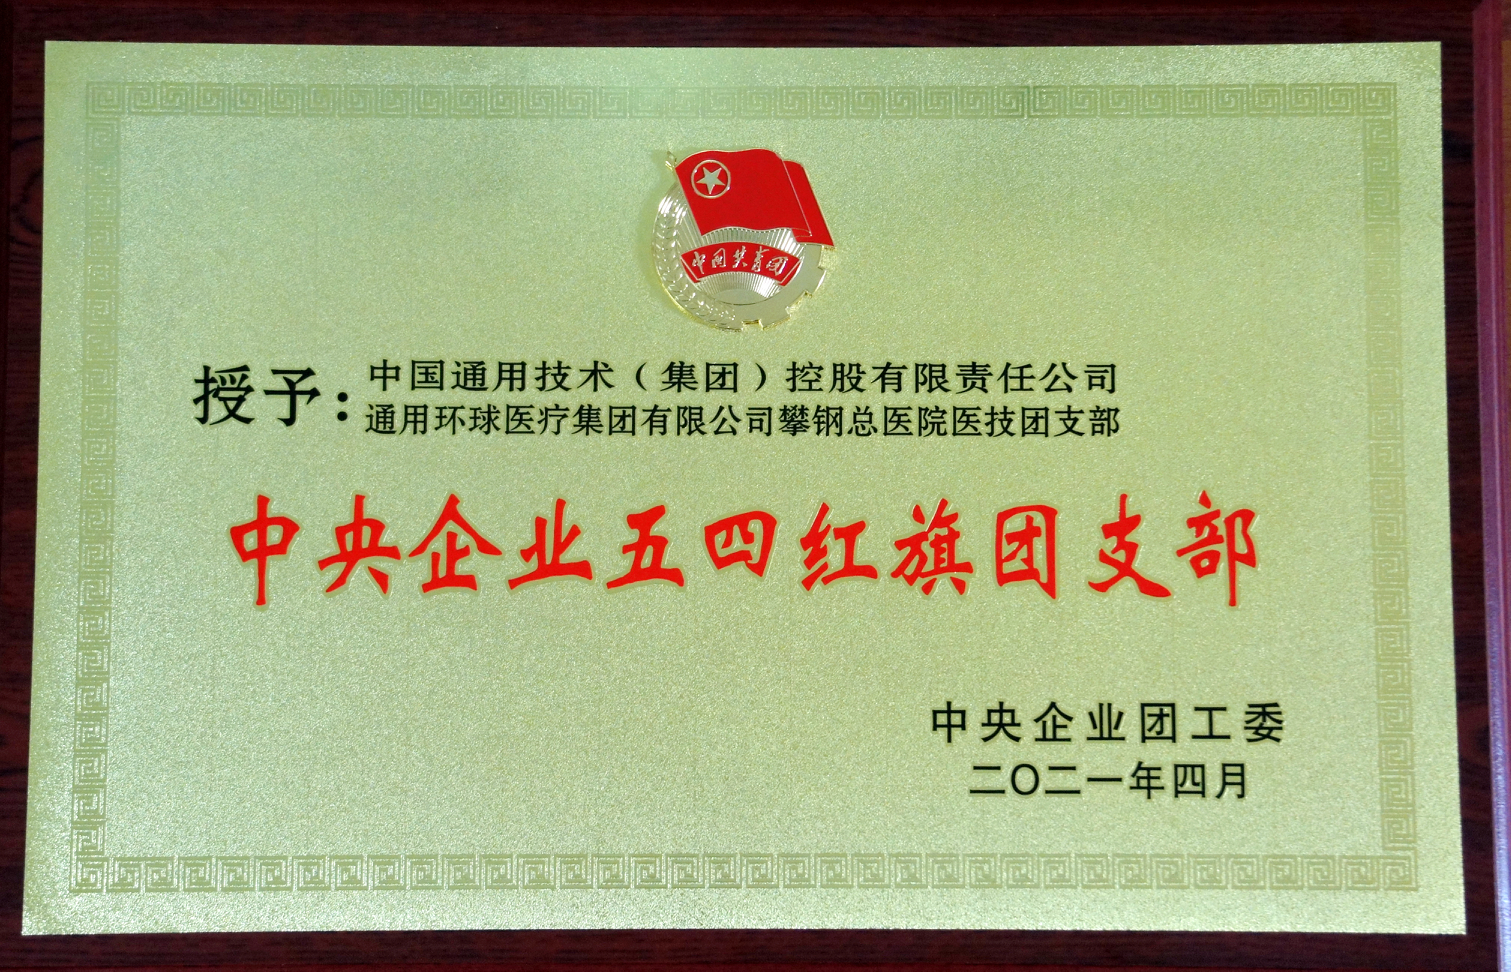 中国共青团
授予：
中国通用技术（集团）控股有限责任公司
通用环球医疗集团有限公司攀钢总医院医技团支部
中央企业五四红旗团支部
中央企业团工委
二〇二一年四月